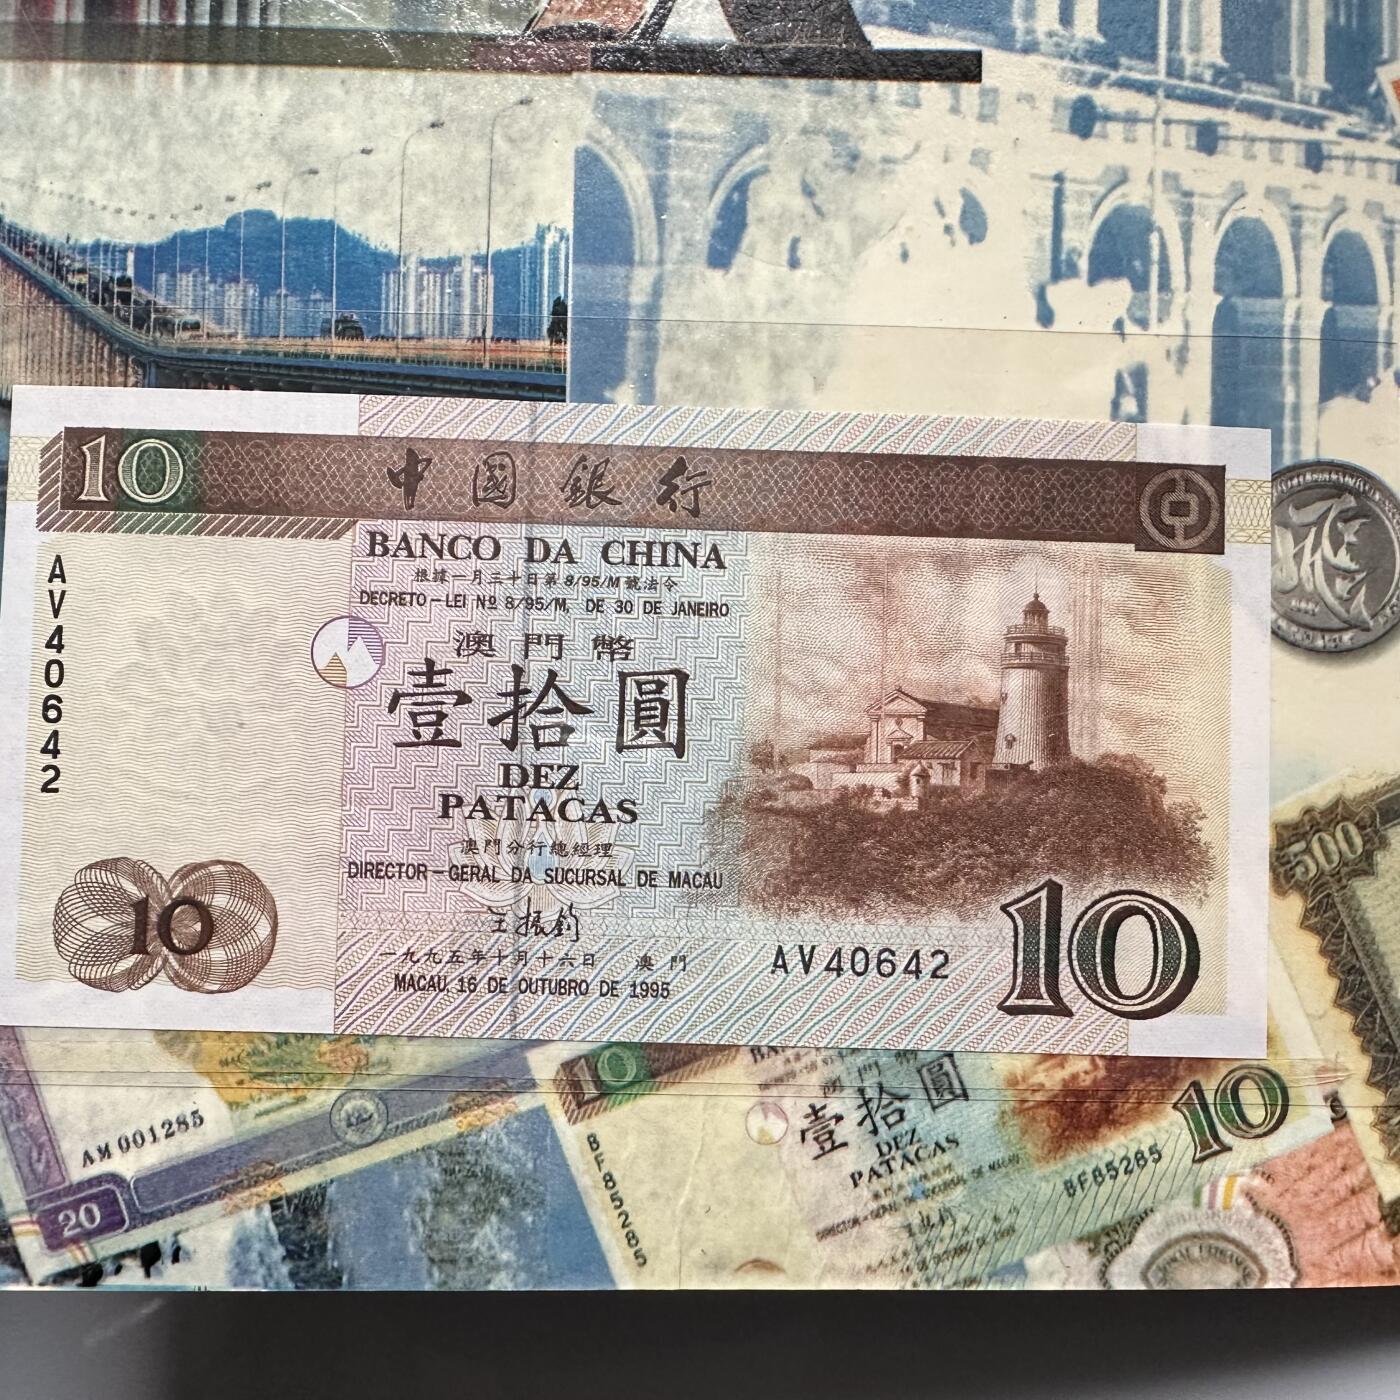 10
中國銀行
BANCO DA CHINA
根據一月三十日第8/95/M號法令
DECRETO–LEI Nº 8/95/M, DE 30 DE JANEIRO
澳門幣
壹拾圓
DEZ
PATACAS
澳門分行總經理
DIRECTOR–GERAL DA SUCURSAL DE MACAU
王振鈞
一九九五年十月十六日 澳門
MACAU, 16 DE OUTUBRO DE 1995
AV40642
10
AV40642
10
500
AM001285
20
10
壹拾圓
DEZ
PATACAS
BF85285
BF85285
10